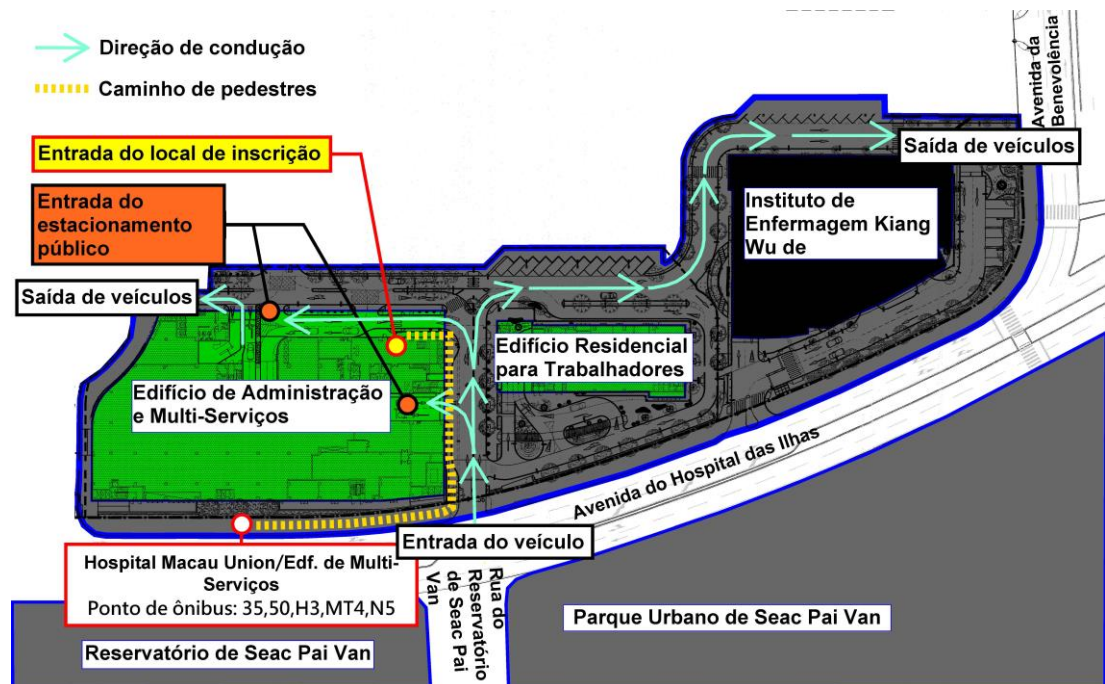 Direção de condução
Caminho de pedestres
Entrada do local de inscrição
Entrada do
estacionamento
público
Saída de veículos
Avenida da
Benevolência
Saída de veículos
Instituto de
Enfermagem Kiang
Wu de
Edifício Residencial
para Trabalhadores
Edifício de Administração
e Multi-Serviços
Avenida do Hospital das Ilhas
Entrada do veículo
Hospital Macau Union/Edf. de Multi-
Serviços
Ponto de ônibus: 35,50,H3,MT4,N5
Rua do
Reservatório
de Seac Pai
Van
Parque Urbano de Seac Pai Van
Reservatório de Seac Pai Van